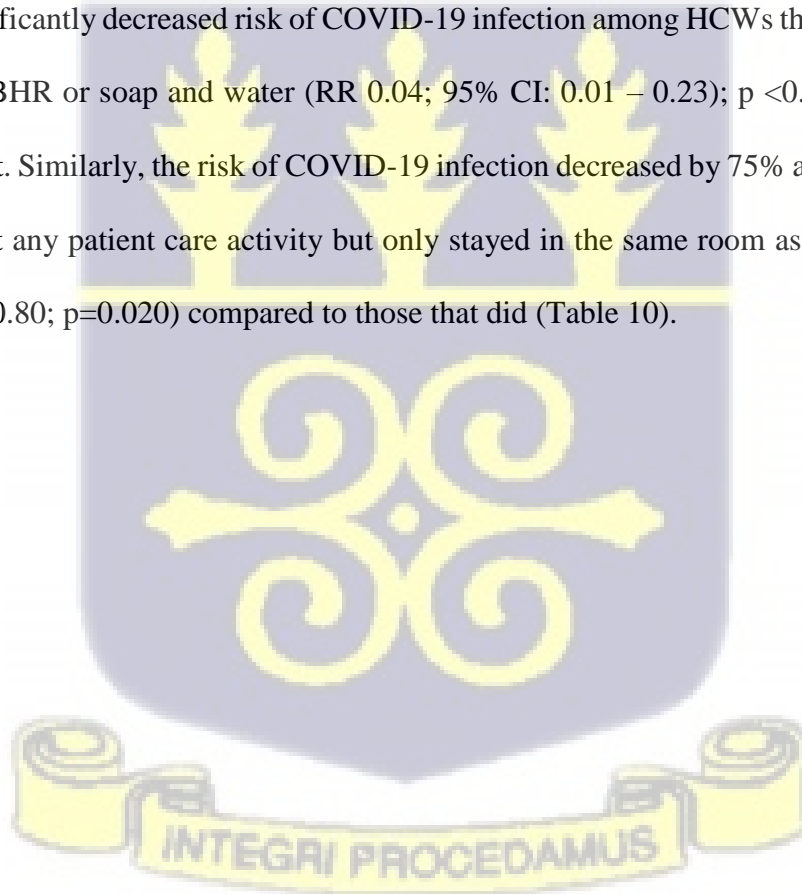 ficantly decreased risk of COVID-19 infection among HCWs th
BHR or soap and water (RR 0.04; 95% CI: 0.01 – 0.23); p <0.
t. Similarly, the risk of COVID-19 infection decreased by 75% a
t any patient care activity but only stayed in the same room as
0.80; p=0.020) compared to those that did (Table 10).
INTEGRI PROCEDAMUS